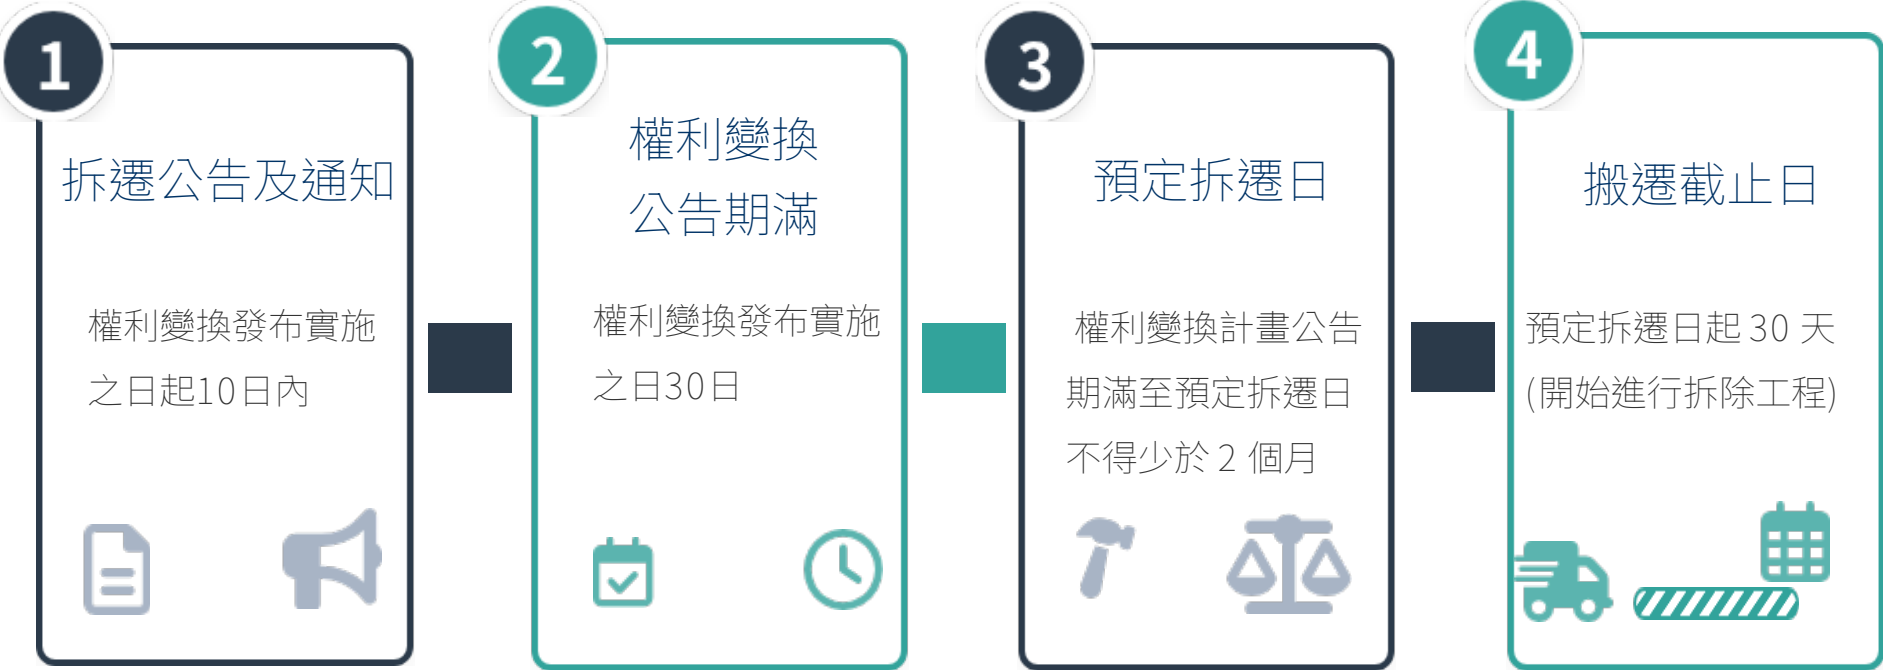 1
拆遷公告及通知
權利變換發布實施
之日起10日內
2
權利變換
公告期滿
權利變換發布實施
之日30日
3
預定拆遷日
權利變換計畫公告
期滿至預定拆遷日
不得少於 2 個月
4
搬遷截止日
預定拆遷日起 30 天
(開始進行拆除工程)